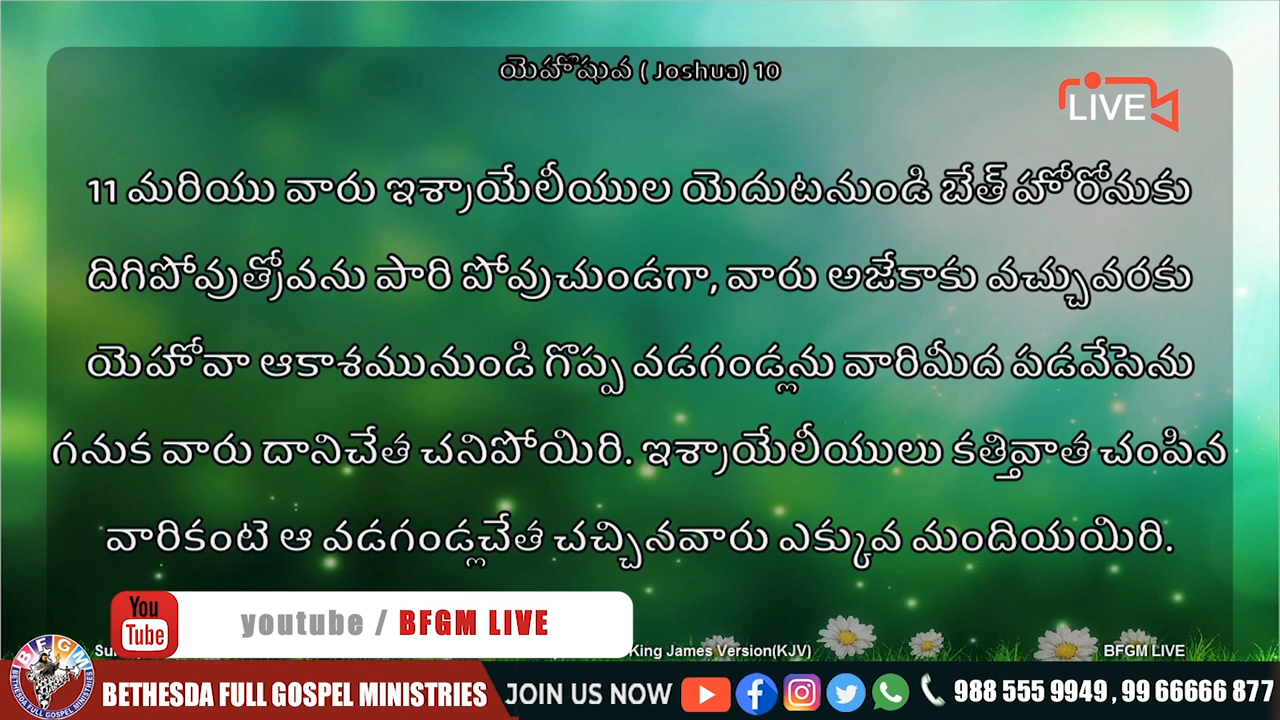 యెహొషువ ( Joshua) 10
LIVE
11 మరియు వారు ఇశ్రాయేలీయుల యెదుటనుండి బేత్ హోరోనుకు
దిగిపోవుత్రోవను పారి పోవుచుండగా, వారు అజేకాకు వచ్చువరకు
యెహోవా ఆకాశమునుండి గొప్ప వడగండ్లను వారిమీద పడవేసెను
గనుక వారు దానిచేత చనిపోయిరి. ఇశ్రాయేలీయులు కత్తివాత చంపిన
వారికంటె ఆ వడగండ్లచేత చచ్చినవారు ఎక్కువ మందియయిరి.
You
Tube
youtube / BFGM LIVE
King James Version(KJV)
BFGM LIVE
BFGM
BETHESDA FULL GOSPEL MINISTRIES
BETHESDA FULL GOSPEL MINISTRIES
JOIN US NOW
988 555 9949 , 99 66666 877